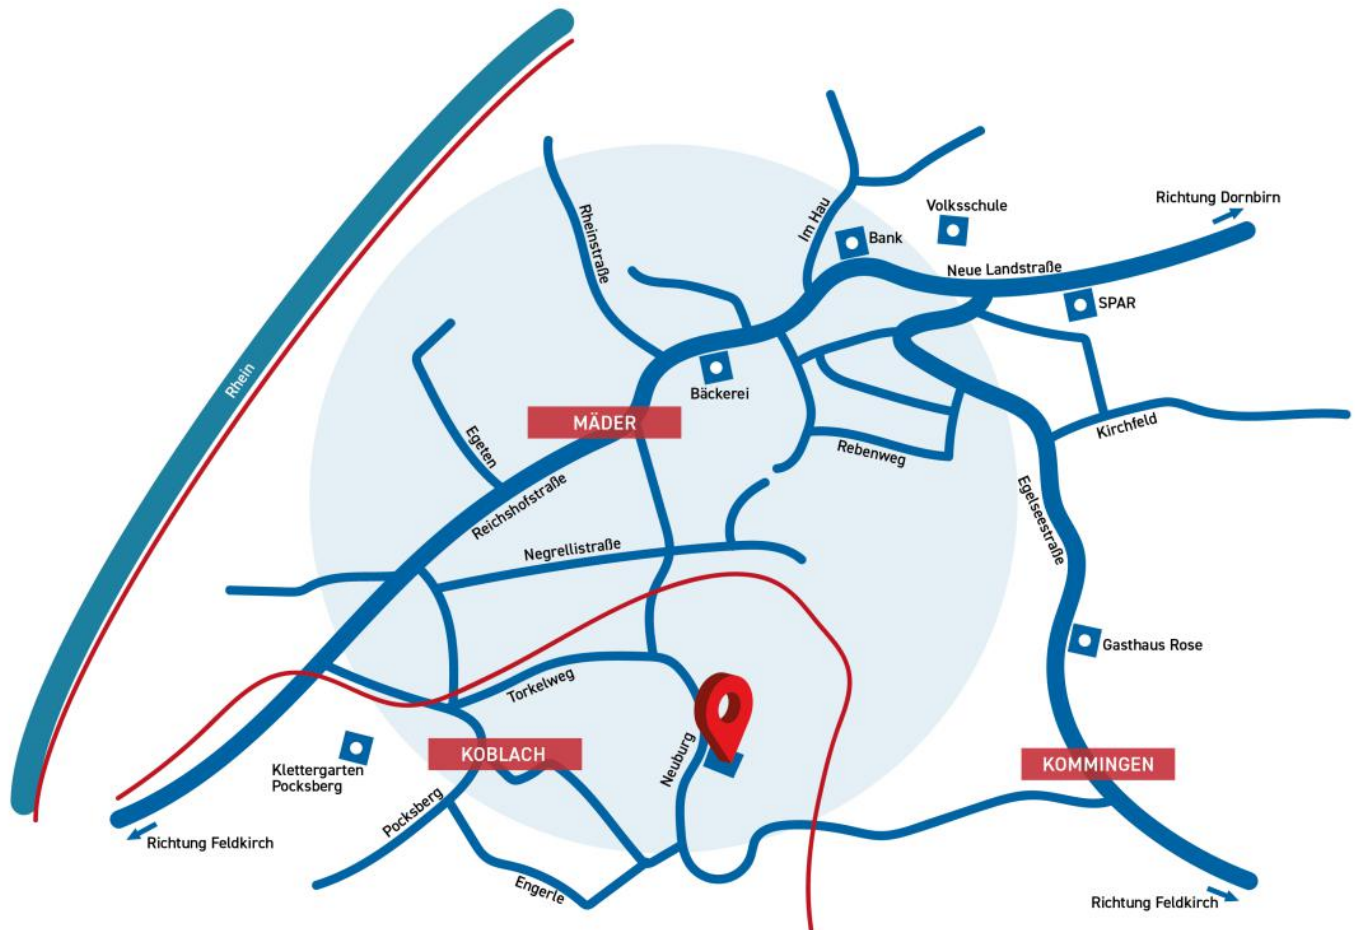 Richtung Dornbirn
Volksschule
Im Hau
Bank
Rheinstraße
Neue Landstraße
SPAR
Rhein
Bäckerei
MÄDER
Kirchfeld
Egeten
Rebenweg
Reichshofstraße
Egelseestraße
Negrellistraße
Gasthaus Rose
Torkelweg
KOBLACH
Neuburg
KOMMINGEN
Klettergarten
Pocksberg
Pocksberg
Richtung Feldkirch
Engerle
Richtung Feldkirch